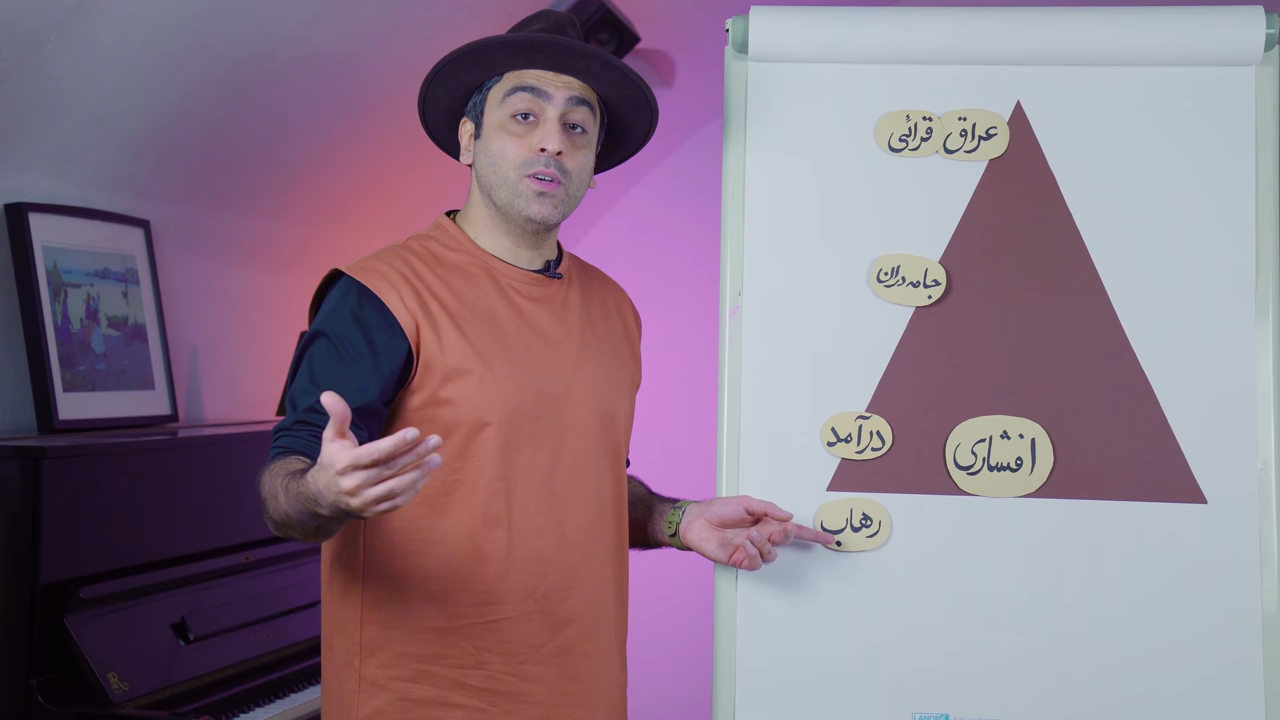 عراق قرائی
جامه دران
درآمد
افشاری
رهاب